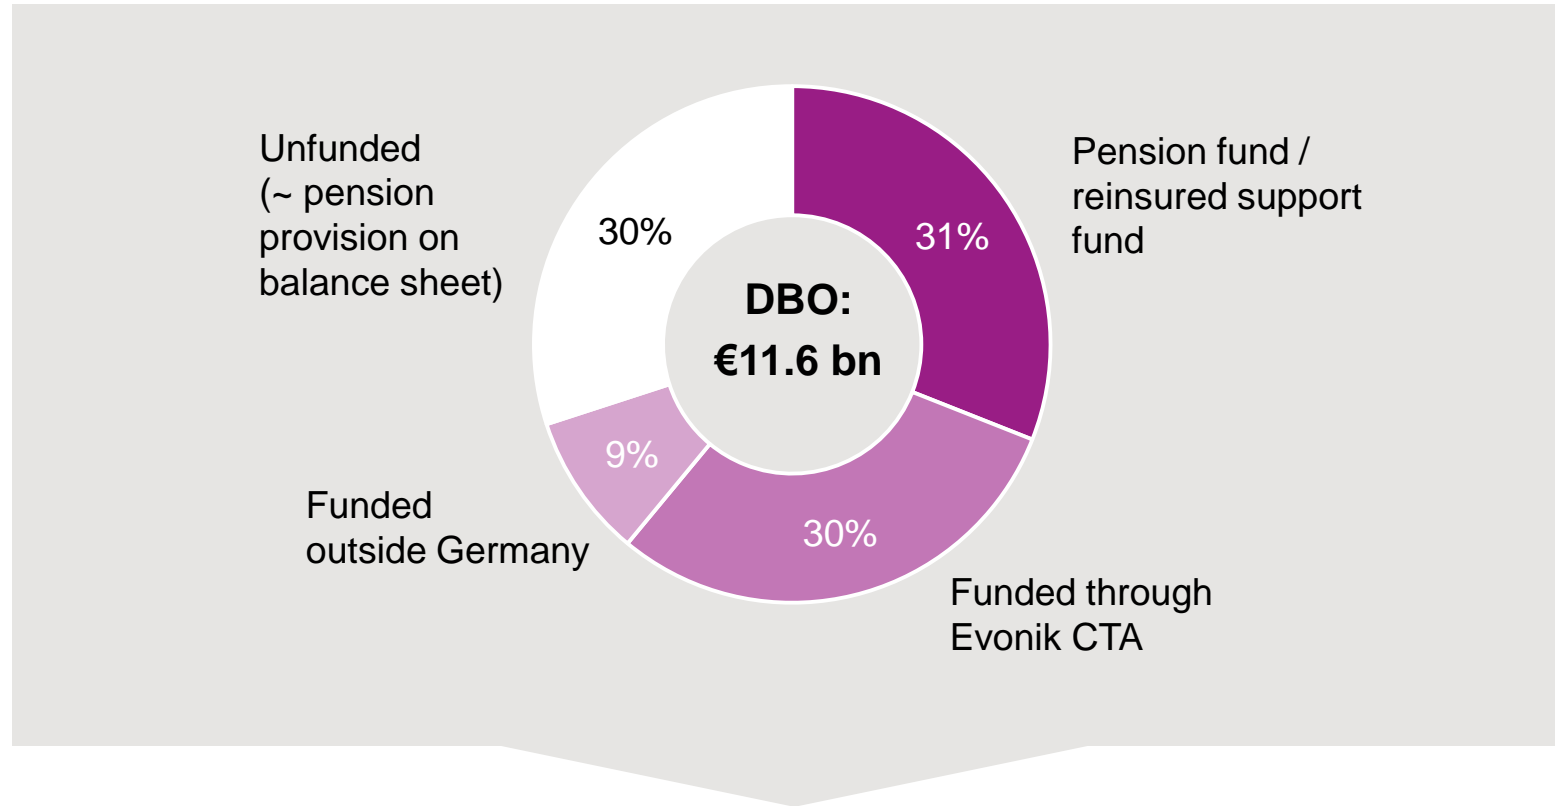 Unfunded
(~ pension
provision on
balance sheet)
30%
Pension fund /
reinsured support
fund
31%
DBO:
€11.6 bn
9%
Funded
outside Germany
30%
Funded through
Evonik CTA